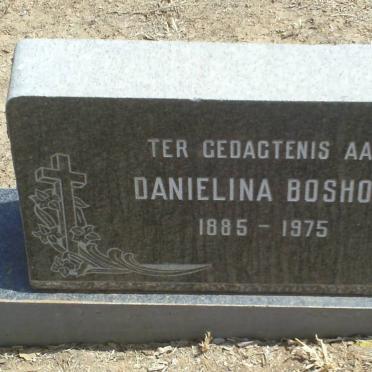 TER GEDAGTENIS AA
DANIELINA BOSHO
1885 - 1975